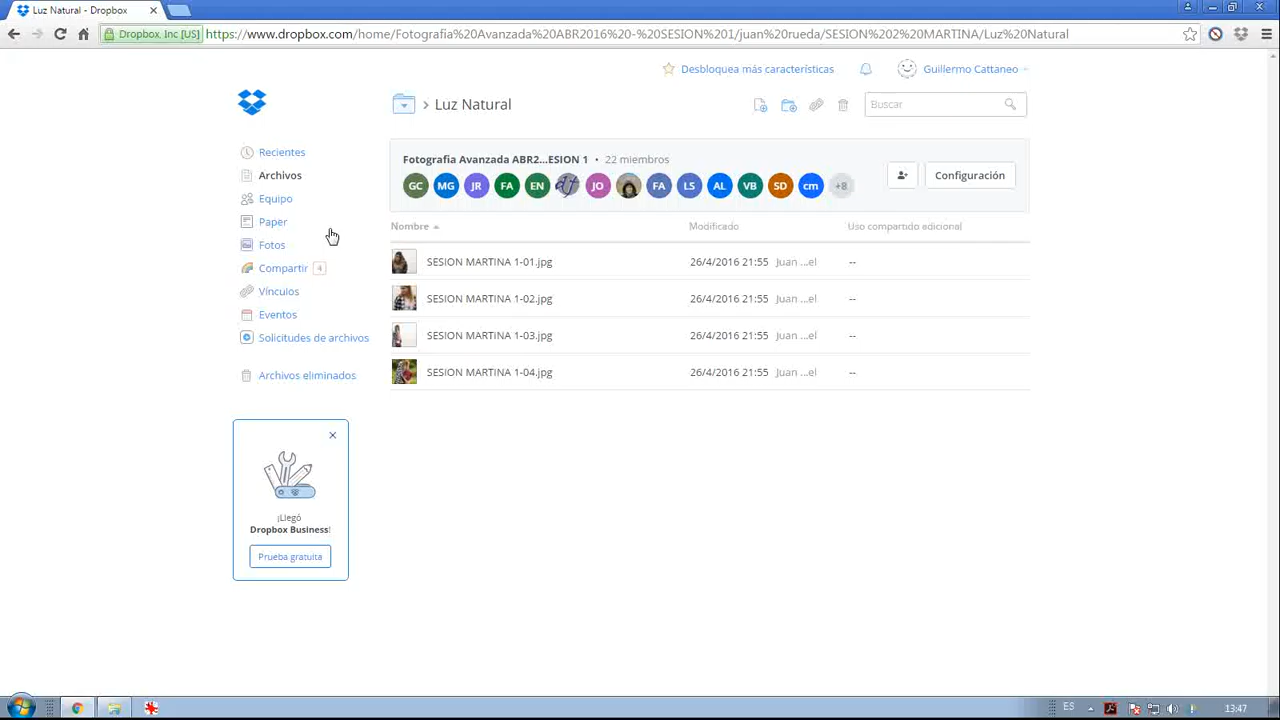 Luz Natural - Dropbox
Dropbox, Inc [US] https://www.dropbox.com/home/Fotografia%20Avanzada%20ABR2016%20-%20SESION%201/juan%20rueda/SESION%202%20MARTINA/Luz%20Natural
Desbloquea más características
Guillermo Cattaneo
> Luz Natural
Buscar
Recientes
Archivos
Equipo
Paper
Fotos
Compartir 4
Vínculos
Eventos
Solicitudes de archivos
Archivos eliminados
Fotografia Avanzada ABR2...ESION 1 • 22 miembros
GC MG JR FA EN JO FA LS AL VB SD cm +8
Configuración
Nombre Modificado Uso compartido adicional
SESION MARTINA 1-01.jpg 26/4/2016 21:55 Juan ...el --
SESION MARTINA 1-02.jpg 26/4/2016 21:55 Juan ...el --
SESION MARTINA 1-03.jpg 26/4/2016 21:55 Juan ...el --
SESION MARTINA 1-04.jpg 26/4/2016 21:55 Juan ...el --
¡Llegó
Dropbox Business!
Prueba gratuita
ES 13:47